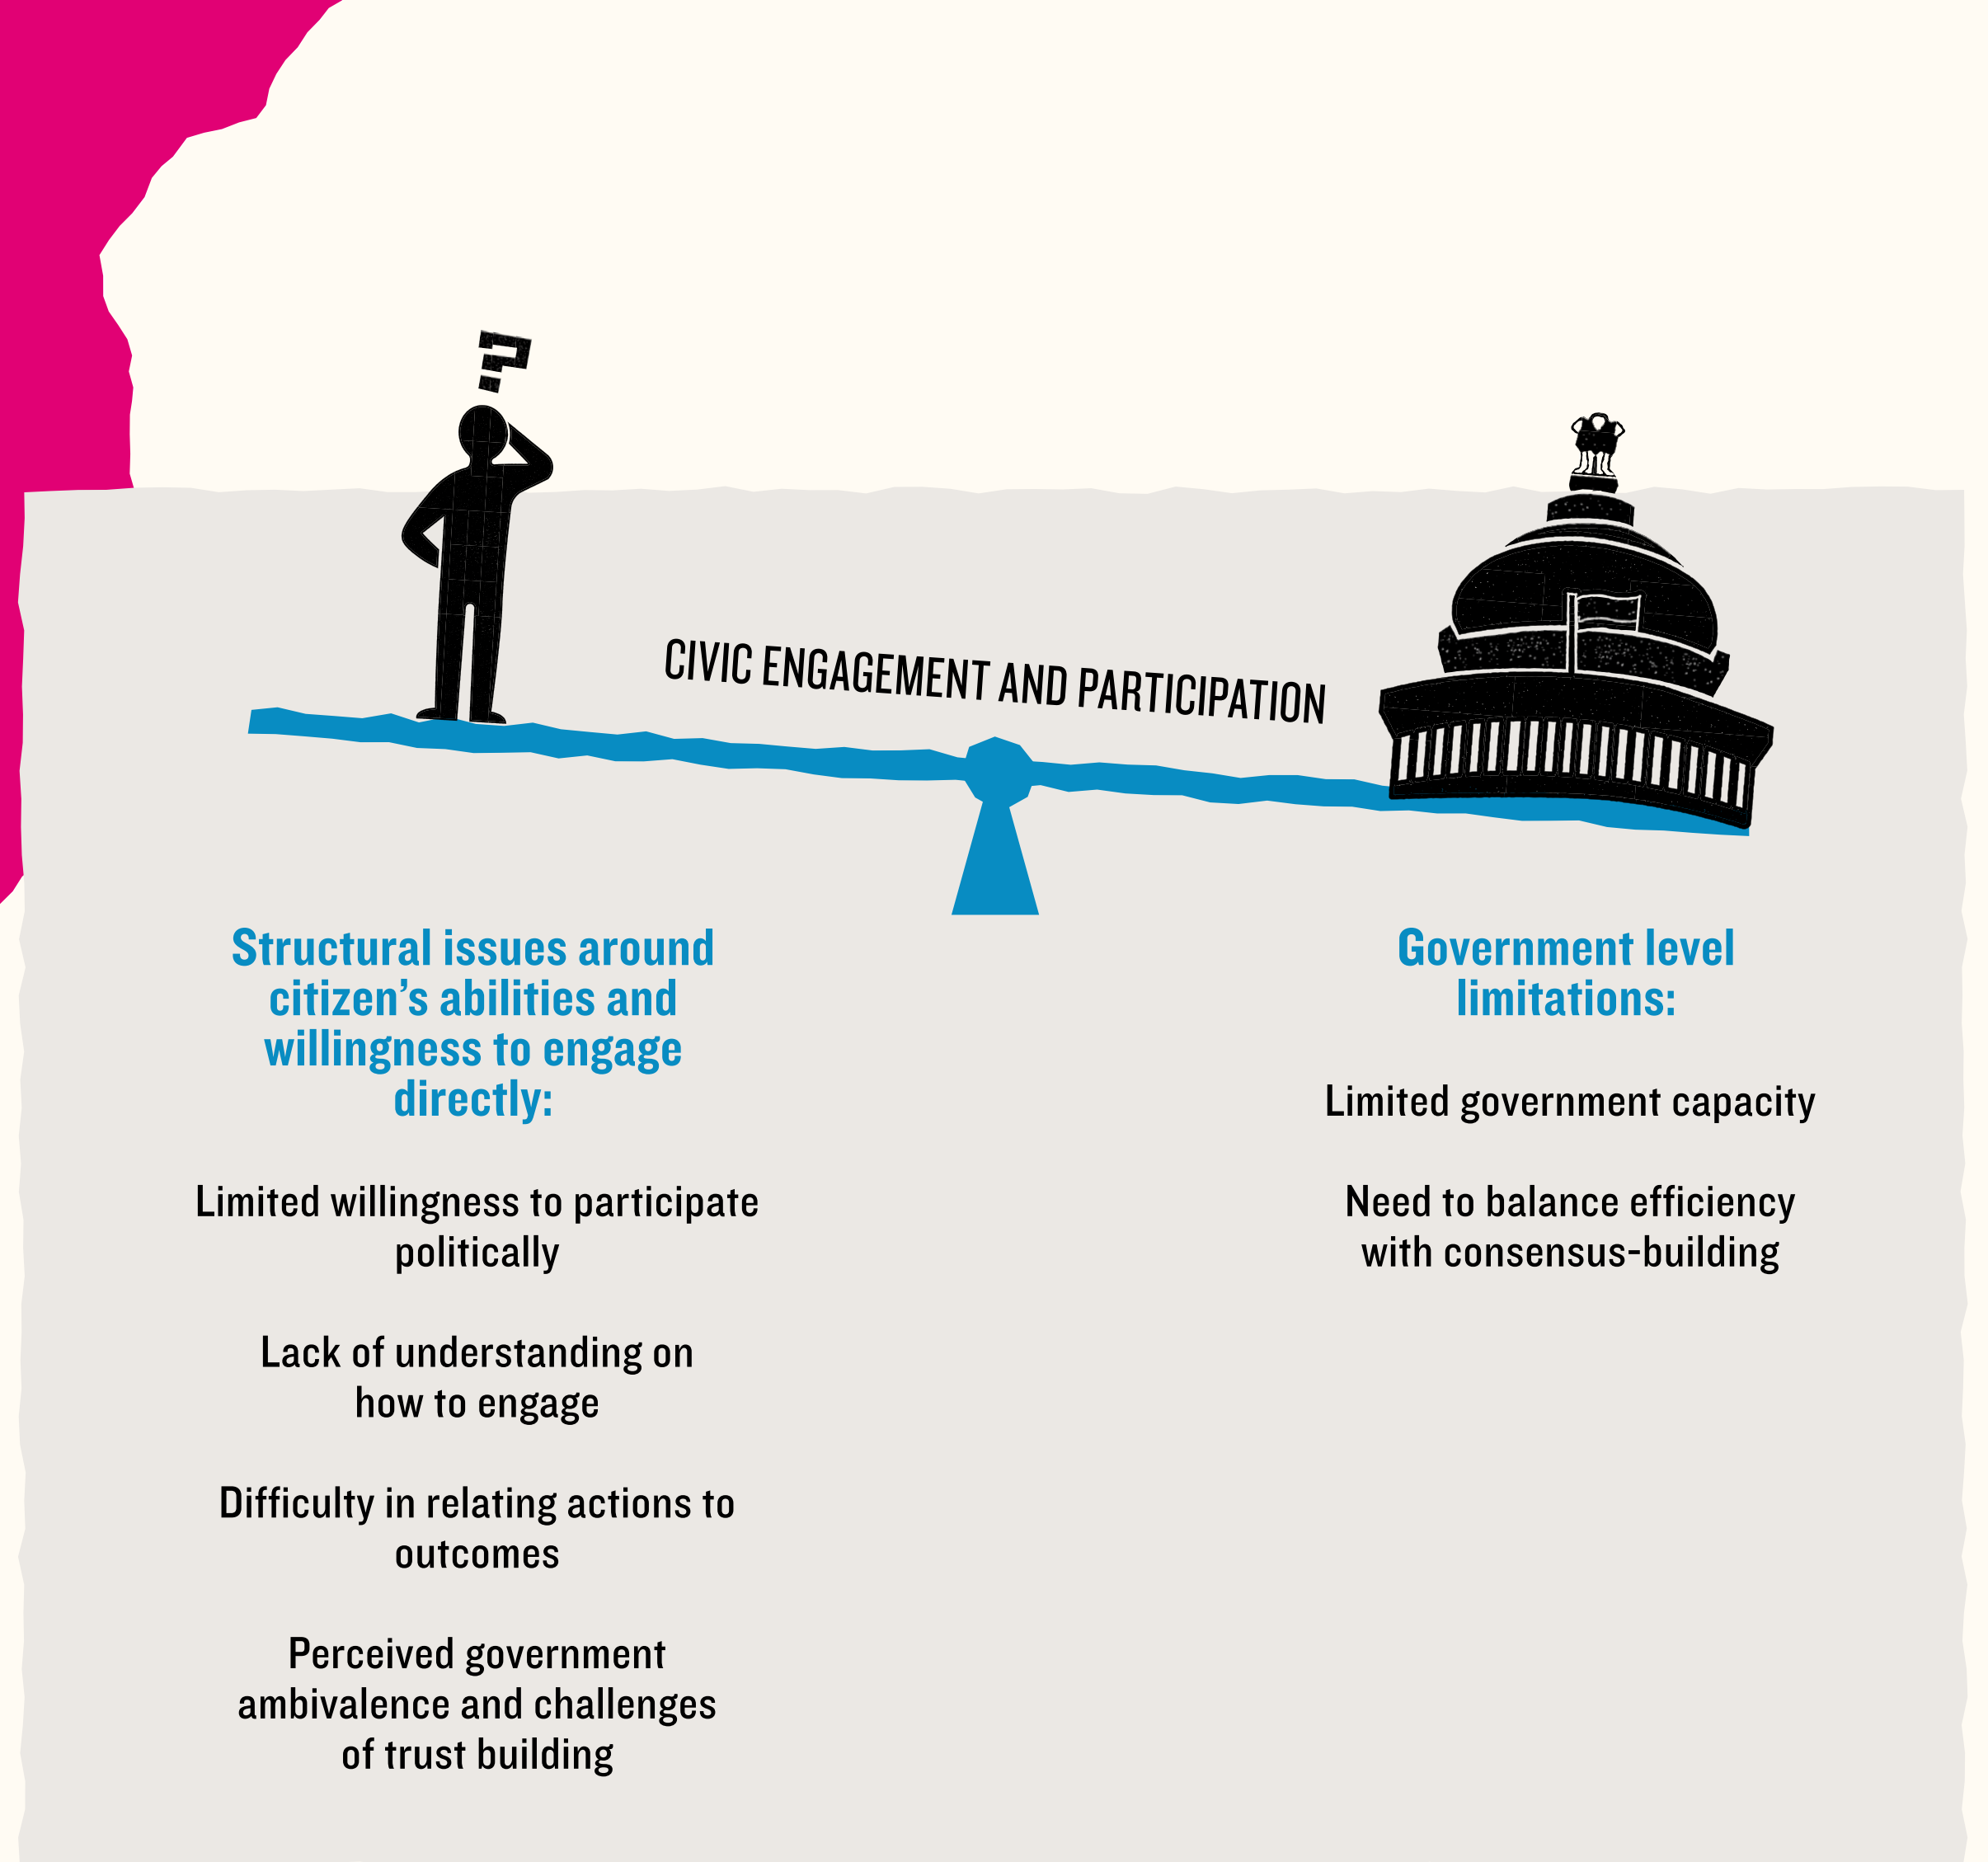 ?
CIVIC ENGAGEMENT AND PARTICIPATION
Structural issues around
citizen’s abilities and
willingness to engage
directly:
Limited willingness to participate
politically
Lack of understanding on
how to engage
Difficulty in relating actions to
outcomes
Perceived government
ambivalence and challenges
of trust building
Government level
limitations:
Limited government capacity
Need to balance efficiency
with consensus-building